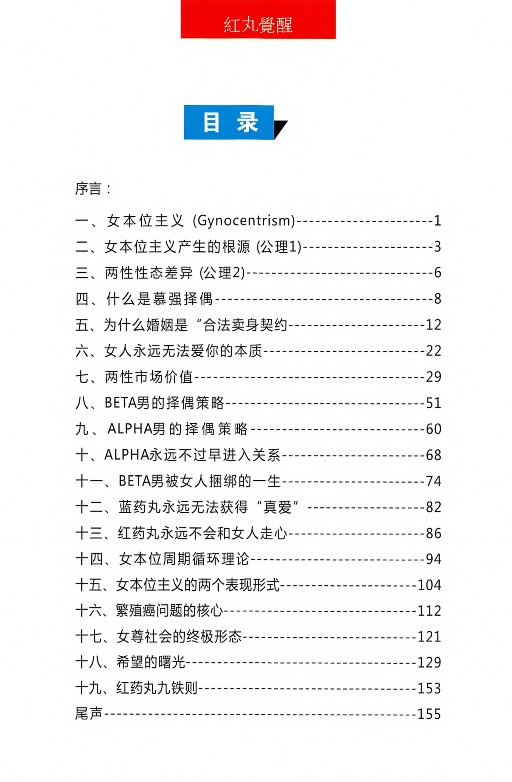 紅丸覺醒
目录
序言：
一、女本位主义 (Gynocentrism)-----------------------1
二、女本位主义产生的根源 (公理1)-----------------------3
三、两性性态差异 (公理2)-------------------------------6
四、什么是慕强择偶-----------------------------------8
五、为什么婚姻是“合法卖身契约-----------------------12
六、女人永远无法爱你的本质---------------------------22
七、两性市场价值-------------------------------------29
八、BETA男的择偶策略---------------------------------51
九、ALPHA男的择偶策略-------------------------------60
十、ALPHA永远不过早进入关系-------------------------68
十一、BETA男被女人捆绑的一生-------------------------74
十二、蓝药丸永远无法获得“真爱“----------------------82
十三、红药丸永远不会和女人走心-----------------------86
十四、女本位周期循环理论-----------------------------94
十五、女本位主义的两个表现形式-----------------------104
十六、繁殖癌问题的核心-------------------------------112
十七、女尊社会的终极形态-----------------------------121
十八、希望的曙光-------------------------------------129
十九、红药丸九铁则-----------------------------------153
尾声-------------------------------------------------155